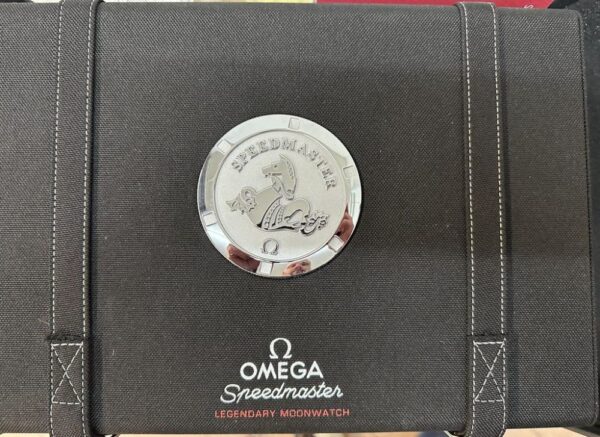 SPEEDMASTER
Ω
Ω
OMEGA
Speedmaster
LEGENDARY MOONWATCH